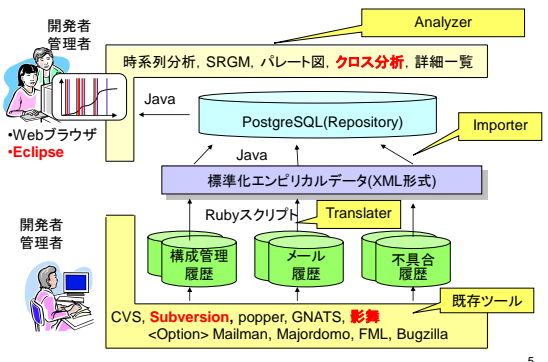 Analyzer
開発者
管理者
時系列分析, SRGM, パレート図, クロス分析, 詳細一覧
Java
PostgreSQL(Repository)
Importer
•Webブラウザ
•Eclipse
Java
標準化エンピリカルデータ(XML形式)
Rubyスクリプト
Translater
開発者
管理者
構成管理
履歴
メール
履歴
不具合
履歴
既存ツール
CVS, Subversion, popper, GNATS, 影舞
<Option> Mailman, Majordomo, FML, Bugzilla
5